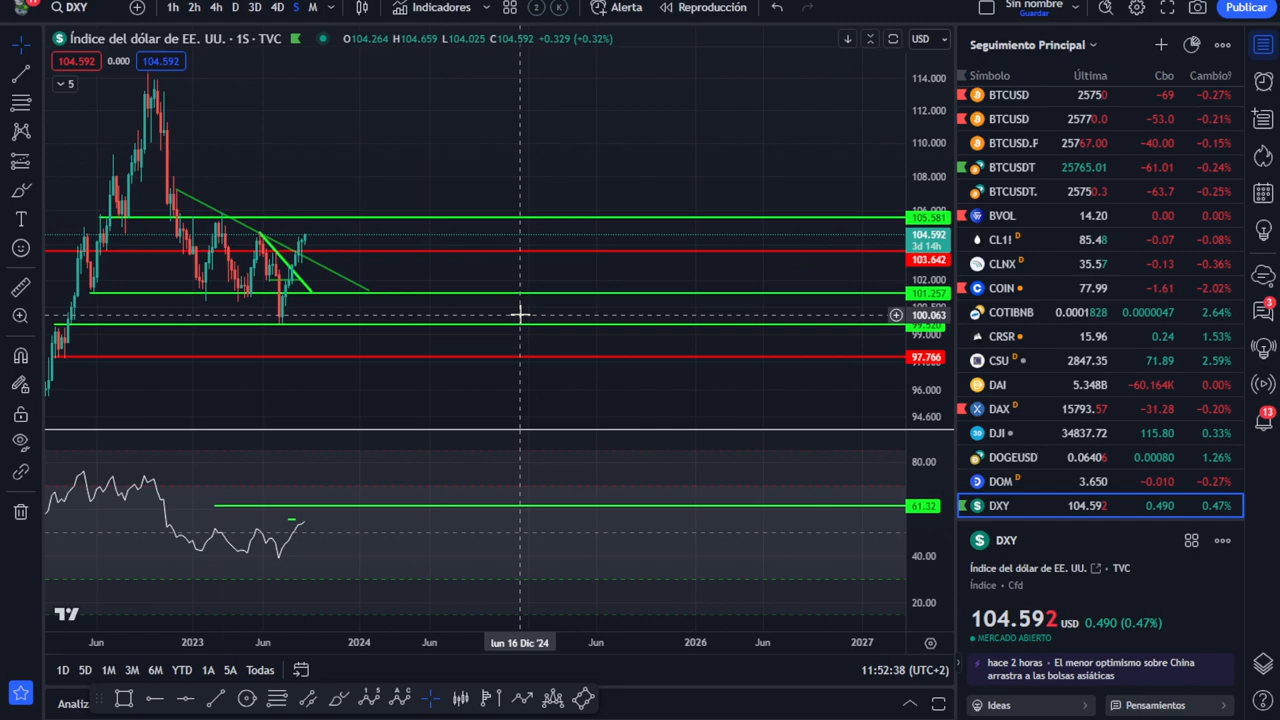 DXY
1h 2h 4h D 3D 4D S M
Indicadores
2 K
Alerta
Reproducción
Sin nombre
Guardar
Publicar
Índice del dólar de EE. UU. · 1S · TVC
O104.264 H104.659 L104.025 C104.592 +0.329 (+0.32%)
USD
104.592 0.000 104.592
5
114.000
112.000
110.000
108.000
105.581
104.592
3d 14h
103.642
102.000
101.257
100.063
99.000
97.766
96.000
94.600
80.00
61.32
40.00
20.00
Jun 2023 Jun 2024 Jun lun 16 Dic '24 Jun 2026 Jun 2027
1D 5D 1M 3M 6M YTD 1A 5A Todas
11:52:38 (UTC+2)
Seguimiento Principal
Símbolo Última Cbo
BTCUSD 25750 −69 −0.27%
BTCUSD 25770.0 −53.0 −0.21%
BTCUSD.F 25767.00 −40.00 −0.15%
BTCUSDT 25765.01 −61.01 −0.24%
BTCUSDT. 25750.3 −63.7 −0.25%
BVOL 14.20 0.00 0.00%
CL1! D 85.48 −0.07 −0.08%
CLNX D 35.57 −0.13 −0.36%
COIN 77.99 −1.61 −2.02%
COTIBNB 0.0001828 0.0000047 2.64%
CRSR 15.96 0.24 1.53%
CSU D 2847.35 71.89 2.59%
DAI 5.348B −60.164K 0.00%
DAX D 15793.57 −31.28 −0.20%
DJI 34837.72 115.80 0.33%
DOGEUSD 0.06406 0.00080 1.26%
DOM D 3.650 −0.010 −0.27%
DXY 104.592 0.490 0.47%
DXY
Índice del dólar de EE. UU. · TVC
Índice · Cfd
104.592 USD 0.490 (0.47%)
MERCADO ABIERTO
hace 2 horas · El menor optimismo sobre China
arrastra a las bolsas asiáticas
Ideas
Pensamientos
3
13